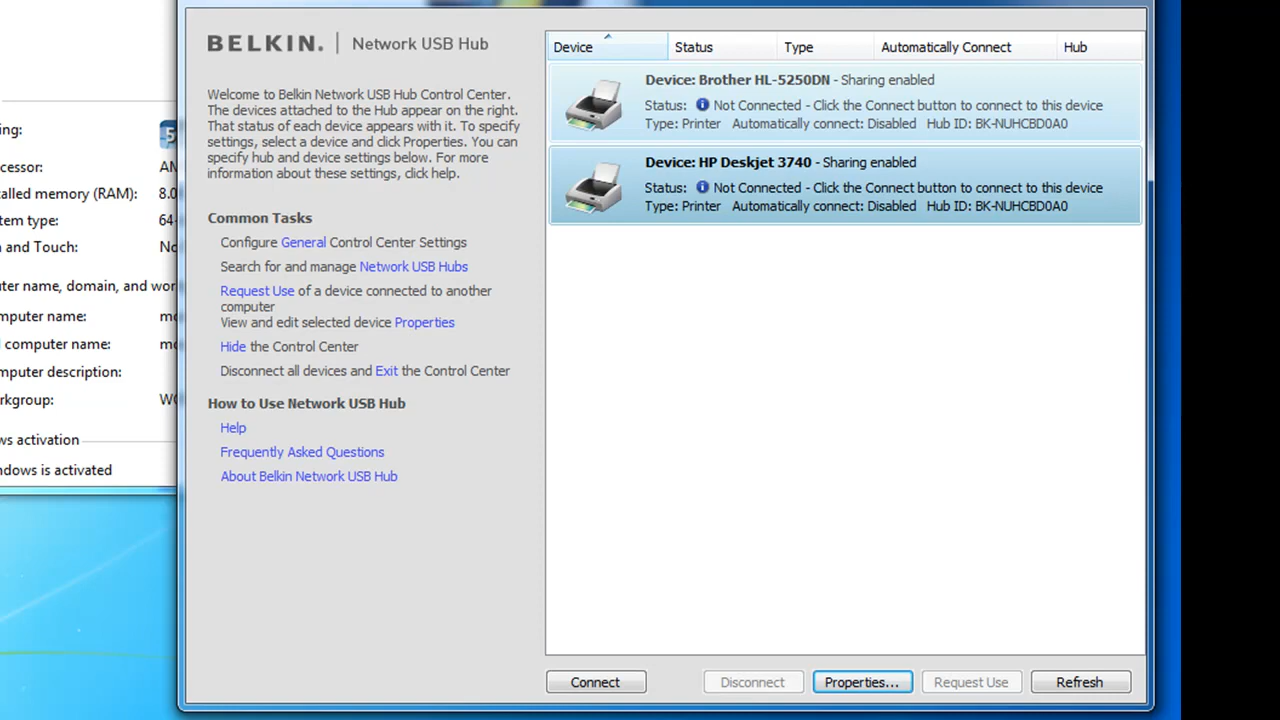 BELKIN. | Network USB Hub
Welcome to Belkin Network USB Hub Control Center.
The devices attached to the Hub appear on the right.
That status of each device appears with it. To specify
settings, select a device and click Properties. You can
specify hub and device settings below. For more
information about these settings, click help.
Common Tasks
Configure General Control Center Settings
Search for and manage Network USB Hubs
Request Use of a device connected to another
computer
View and edit selected device Properties
Hide the Control Center
Disconnect all devices and Exit the Control Center
How to Use Network USB Hub
Help
Frequently Asked Questions
About Belkin Network USB Hub
Device Status Type Automatically Connect Hub
Device: Brother HL-5250DN - Sharing enabled
Status: Not Connected - Click the Connect button to connect to this device
Type: Printer Automatically connect: Disabled Hub ID: BK-NUHCBD0A0
Device: HP Deskjet 3740 - Sharing enabled
Status: Not Connected - Click the Connect button to connect to this device
Type: Printer Automatically connect: Disabled Hub ID: BK-NUHCBD0A0
Connect Disconnect Properties... Request Use Refresh
ing:
cessor: AM
alled memory (RAM): 8.0
tem type: 64-
n and Touch: No
uter name, domain, and wor
mputer name: mo
l computer name: mo
mputer description:
rkgroup: WO
ws activation
ndows is activated